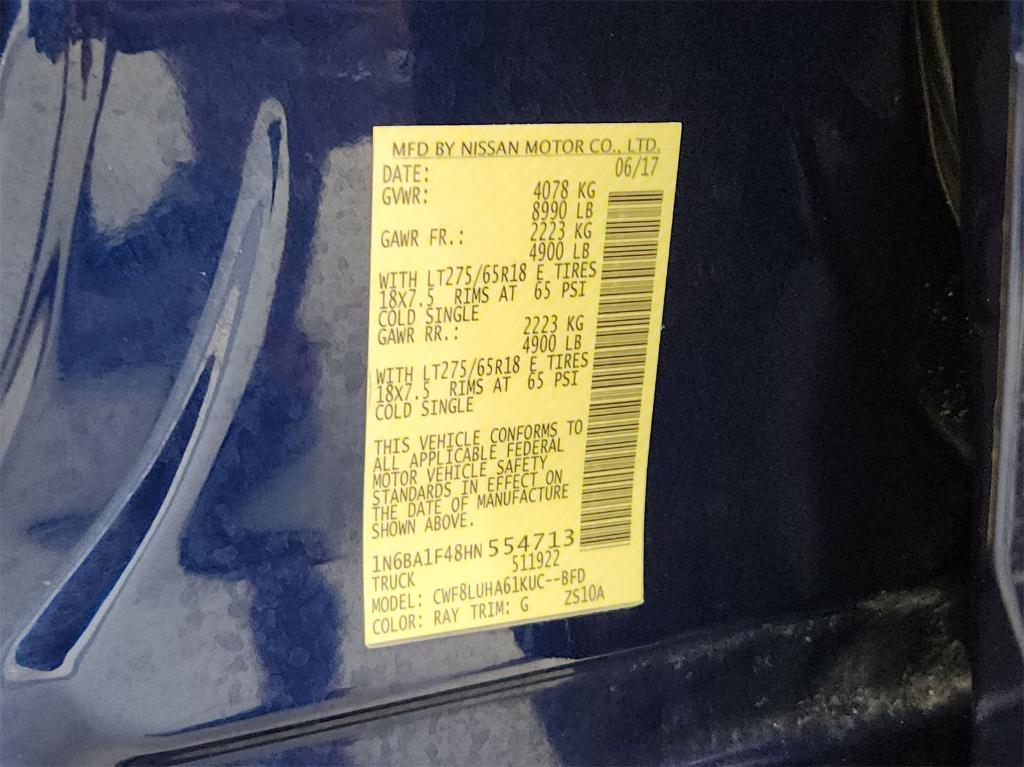 MFD BY NISSAN MOTOR CO., LTD.
DATE: 06/17
GVWR: 4078 KG
8990 LB
GAWR FR.: 2223 KG
4900 LB
WITH LT275/65R18 E TIRES
18X7.5 RIMS AT 65 PSI
COLD SINGLE
GAWR RR.: 2223 KG
4900 LB
WITH LT275/65R18 E TIRES
18X7.5 RIMS AT 65 PSI
COLD SINGLE
THIS VEHICLE CONFORMS TO
ALL APPLICABLE FEDERAL
MOTOR VEHICLE SAFETY
STANDARDS IN EFFECT ON
THE DATE OF MANUFACTURE
SHOWN ABOVE.
1N6BA1F48HN 554713
TRUCK 511922
MODEL: CWF8LUHA61KUC--BFD
COLOR: RAY TRIM: G ZS10A